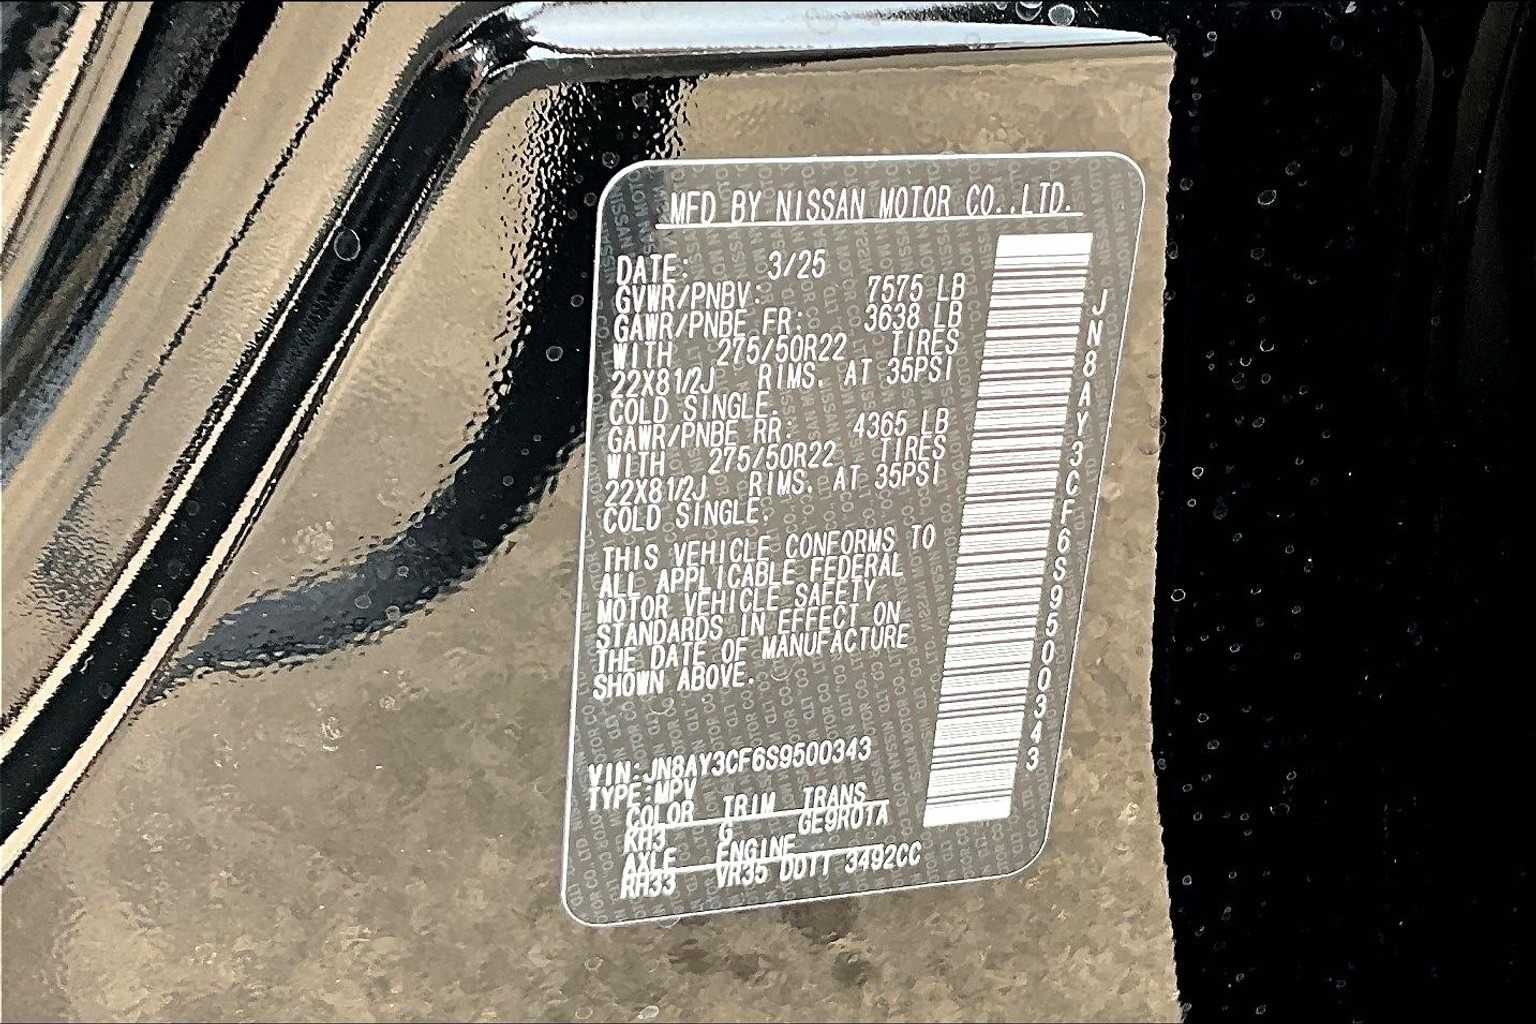 MFD BY NISSAN MOTOR CO.,LTD.
DATE: 3/25
GVWR/PNBV: 7575 LB
GAWR/PNBE FR: 3638 LB
WITH 275/50R22 TIRES
22X81/2J RIMS. AT 35PSI
COLD SINGLE.
GAWR/PNBE RR: 4365 LB
WITH 275/50R22 TIRES
22X81/2J RIMS. AT 35PSI
COLD SINGLE.
THIS VEHICLE CONFORMS TO
ALL APPLICABLE FEDERAL
MOTOR VEHICLE SAFETY
STANDARDS IN EFFECT ON
THE DATE OF MANUFACTURE
SHOWN ABOVE.
VIN:JN8AY3CF6S9500343
TYPE:MPV
COLOR TRIM TRANS
KH3 G GE9R01A
AXLE ENGINE
RH33 VR35 DDTT 3492CC
JN8AY3CF6S9500343